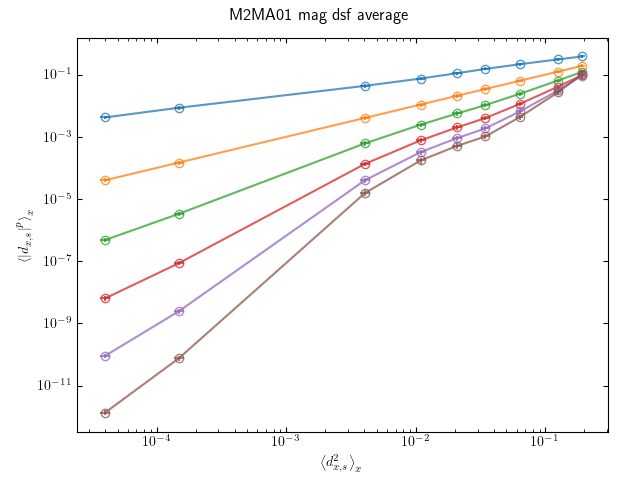 M2MA01 mag dsf average
10⁻¹
10⁻³
10⁻⁵
10⁻⁷
10⁻⁹
10⁻¹¹
⟨|d_{x,s}|^p⟩_x
10⁻⁴ 10⁻³ 10⁻² 10⁻¹
⟨d²_{x,s}⟩_x